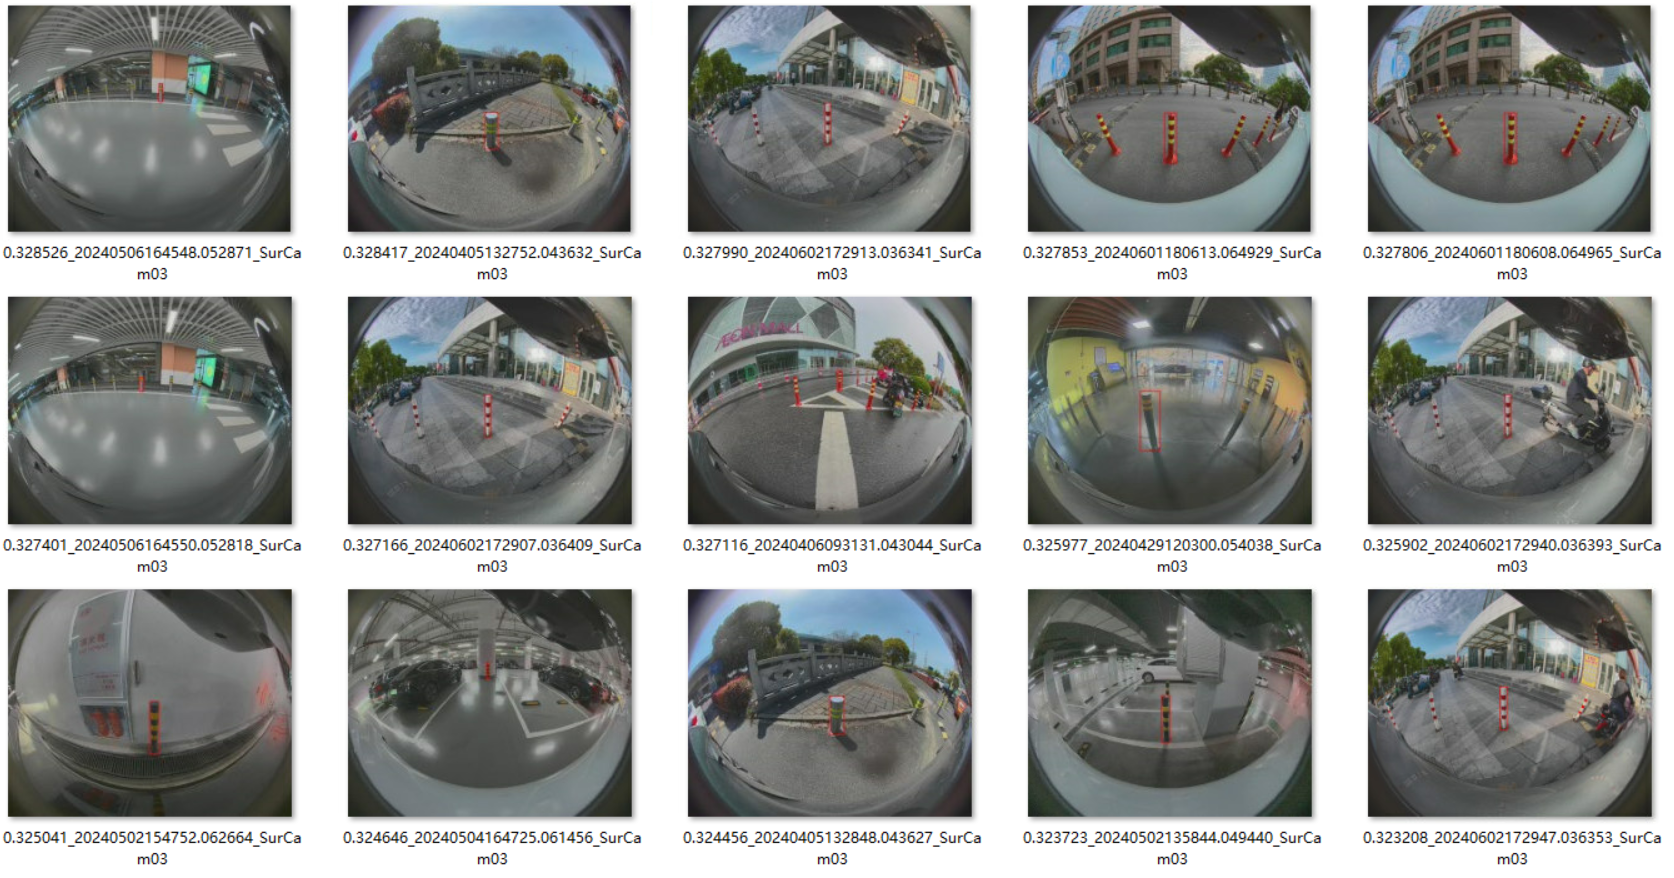 0.328526_20240506164548.052871_SurCa
m03
0.328417_20240405132752.043632_SurCa
m03
0.327990_20240602172913.036341_SurCa
m03
0.327853_20240601180613.064929_SurCa
m03
0.327806_20240601180608.064965_SurCa
m03
AEON MALL
0.327401_20240506164550.052818_SurCa
m03
0.327166_20240602172907.036409_SurCa
m03
0.327116_20240406093131.043044_SurCa
m03
0.325977_20240429120300.054038_SurCa
m03
0.325902_20240602172940.036393_SurCa
m03
0.325041_20240502154752.062664_SurCa
m03
0.324646_20240504164725.061456_SurCa
m03
0.324456_20240405132848.043627_SurCa
m03
0.323723_20240502135844.049440_SurCa
m03
0.323208_20240602172947.036353_SurCa
m03